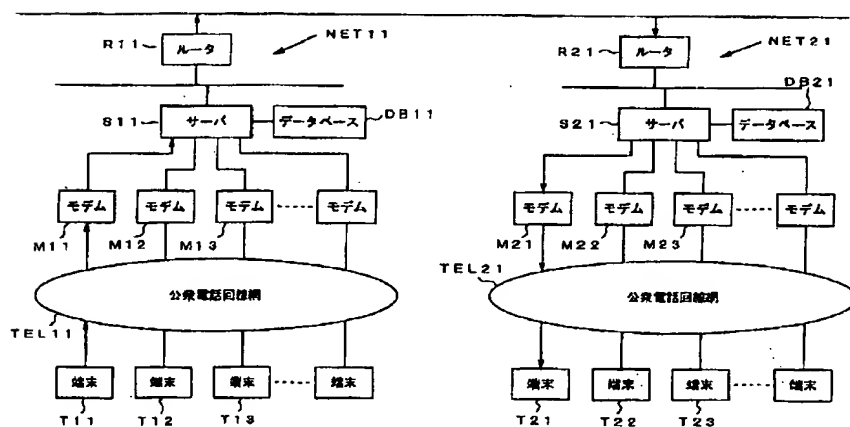 R11 ルータ NET11 R21 ルータ NET21
DB21
S11 サーバ データベース DB11 S21 サーバ データベース
モデム モデム モデム モデム モデム モデム モデム モデム
M11 M12 M13 M21 M22 M23
TEL21
公衆電話回線網 公衆電話回線網
TEL11
端末 端末 端末 端末 端末 端末 端末 端末
T11 T12 T13 T21 T22 T23